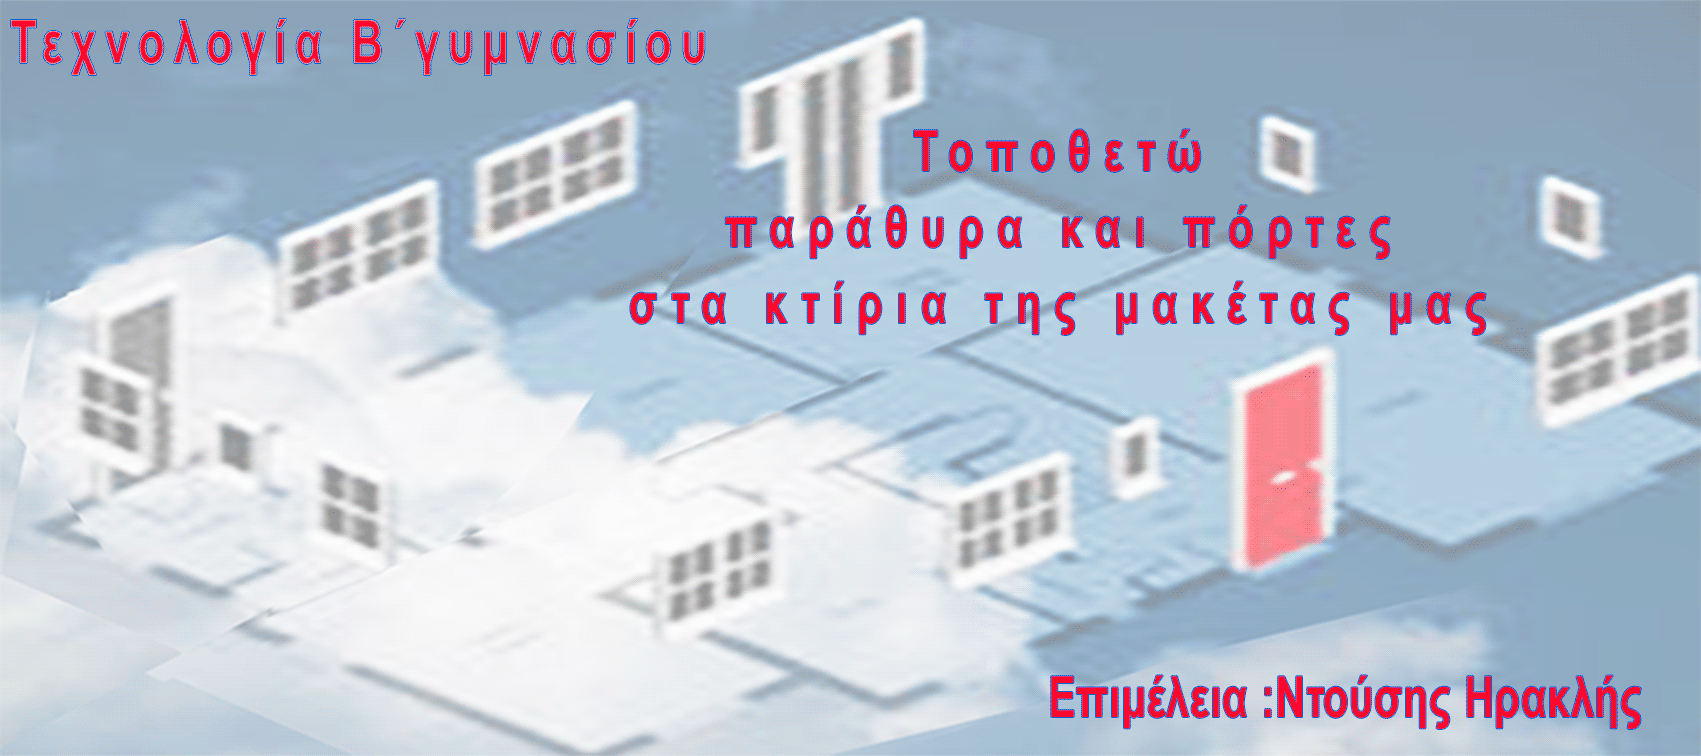 Τεχνολογία Β΄γυμνασίου
Τοποθετώ
παράθυρα και πόρτες
στα κτίρια της μακέτας μας
Επιμέλεια :Ντούσης Ηρακλής